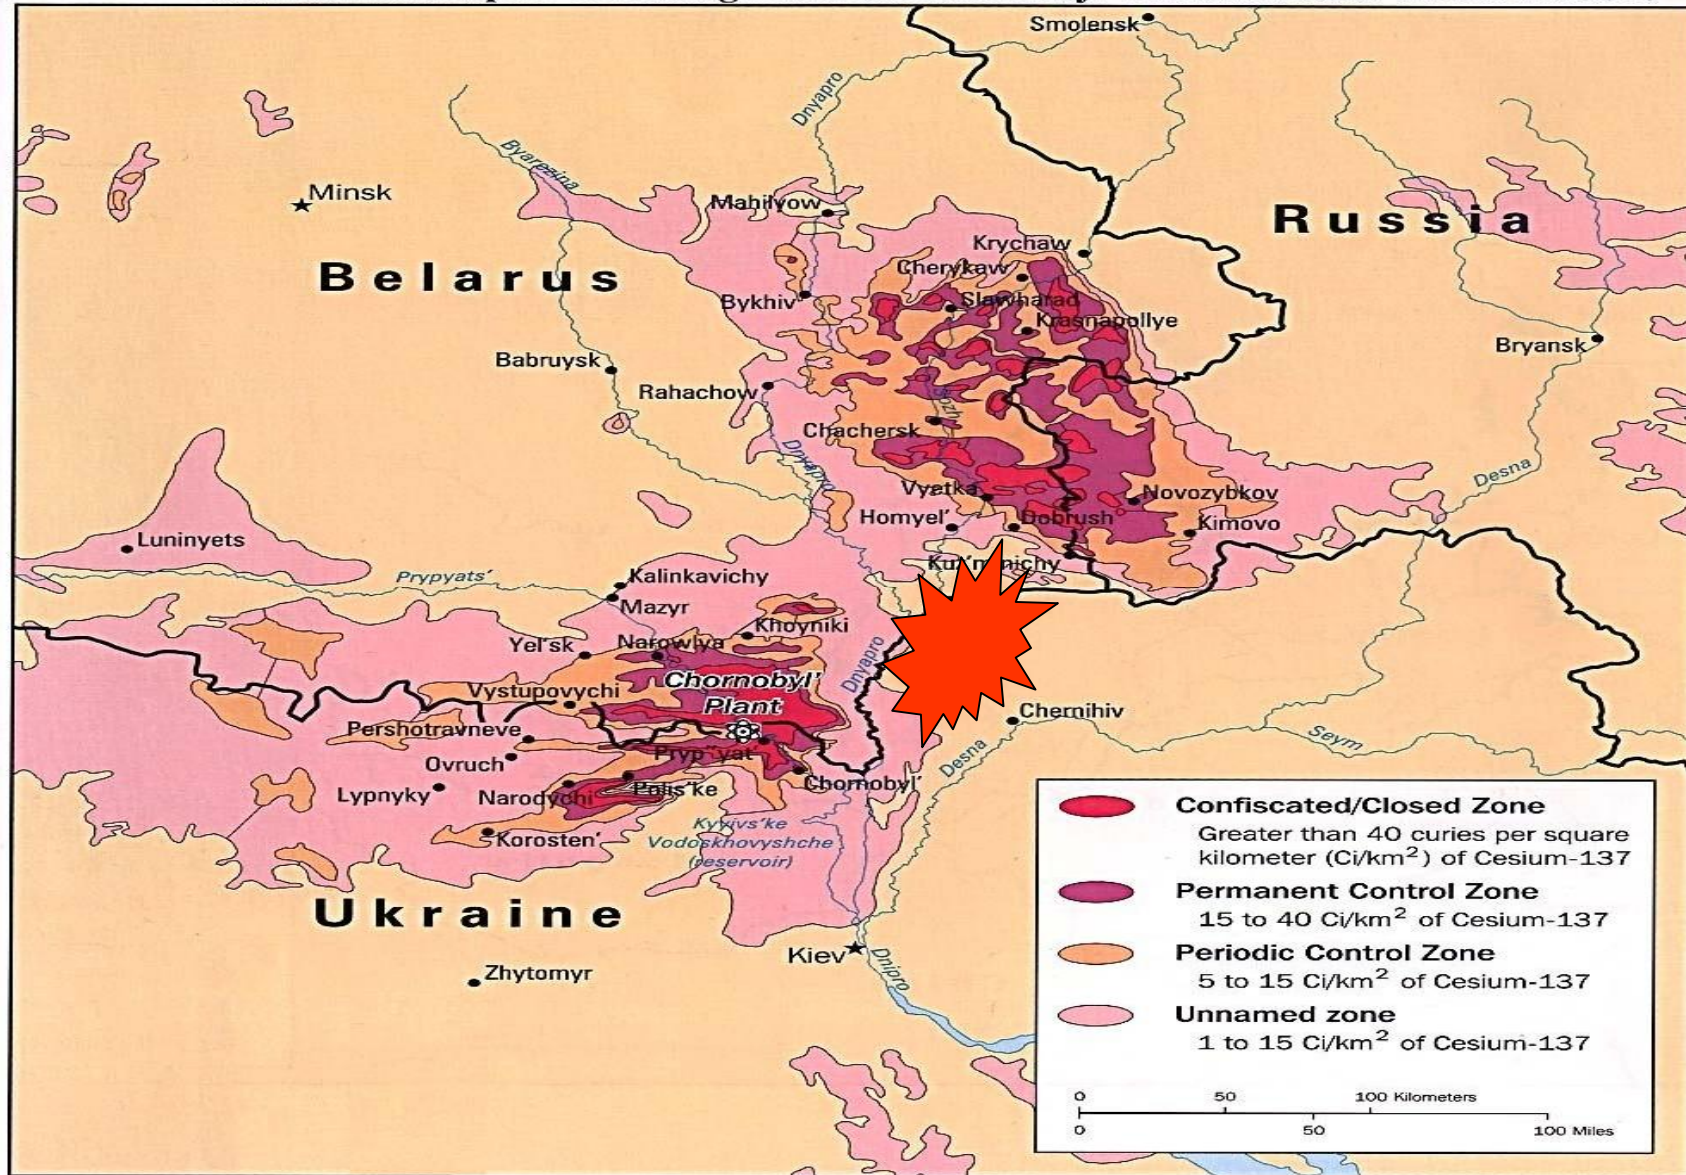 Smolensk
Dnyapro
Byarezina
Minsk
Mahilyow
Russia
Krychaw
Belarus
Cherykaw
Bykhiv
Slawharad
Krasnapollye
Bryansk
Babruysk
Rahachow
Sozh
Chachersk
Dnyapro
Desna
Vyetka
Novozybkov
Homyel'
Dobrush
Kimovo
Luninyets
Kuz'minichy
Prypyats'
Kalinkavichy
Mazyr
Khoyniki
Yel'sk
Narowlya
Dnyapro
Chornobyl'
Plant
Vystupovychi
Chernihiv
Pershotravneve
Seym
Pryp"yat'
Desna
Ovruch
Chornobyl'
Lypnyky
Narodychi
Polis'ke
Kyyivs'ke
Vodoskhovyshche
(reservoir)
Korosten'
Ukraine
Kiev
Dnipro
Zhytomyr
Confiscated/Closed Zone
Greater than 40 curies per square
kilometer (Ci/km²) of Cesium-137
Permanent Control Zone
15 to 40 Ci/km² of Cesium-137
Periodic Control Zone
5 to 15 Ci/km² of Cesium-137
Unnamed zone
1 to 15 Ci/km² of Cesium-137
0 50 100 Kilometers
0 50 100 Miles